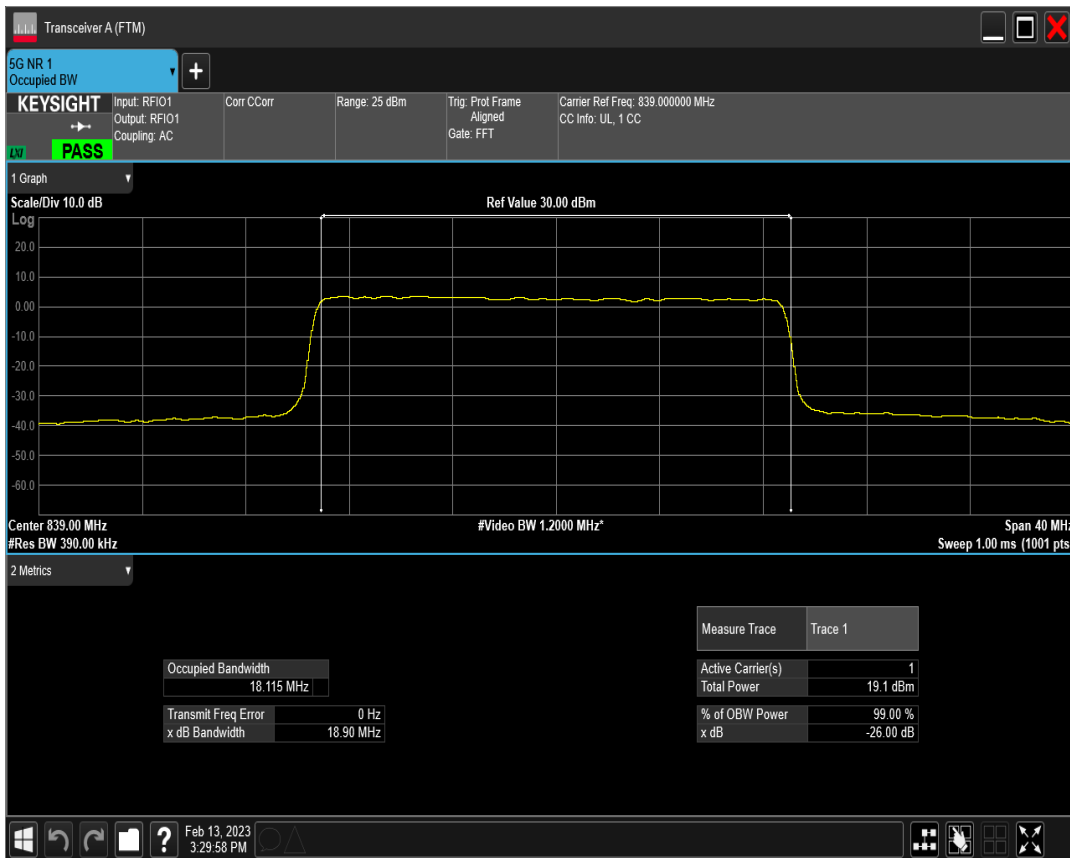 Transceiver A (FTM)
5G NR 1
Occupied BW
+
KEYSIGHT
LXI
PASS
Input: RFIO1
Output: RFIO1
Coupling: AC
Corr CCorr
Range: 25 dBm
Trig: Prot Frame
Aligned
Gate: FFT
Carrier Ref Freq: 839.000000 MHz
CC Info: UL, 1 CC
1 Graph
Scale/Div 10.0 dB
Ref Value 30.00 dBm
Log
20.0
10.0
0.00
-10.0
-20.0
-30.0
-40.0
-50.0
-60.0
Center 839.00 MHz
#Video BW 1.2000 MHz*
Span 40 MHz
#Res BW 390.00 kHz
Sweep 1.00 ms (1001 pts
2 Metrics
Measure Trace Trace 1
Occupied Bandwidth
18.115 MHz
Active Carrier(s) 1
Total Power 19.1 dBm
Transmit Freq Error 0 Hz
x dB Bandwidth 18.90 MHz
% of OBW Power 99.00 %
x dB -26.00 dB
?
Feb 13, 2023
3:29:58 PM